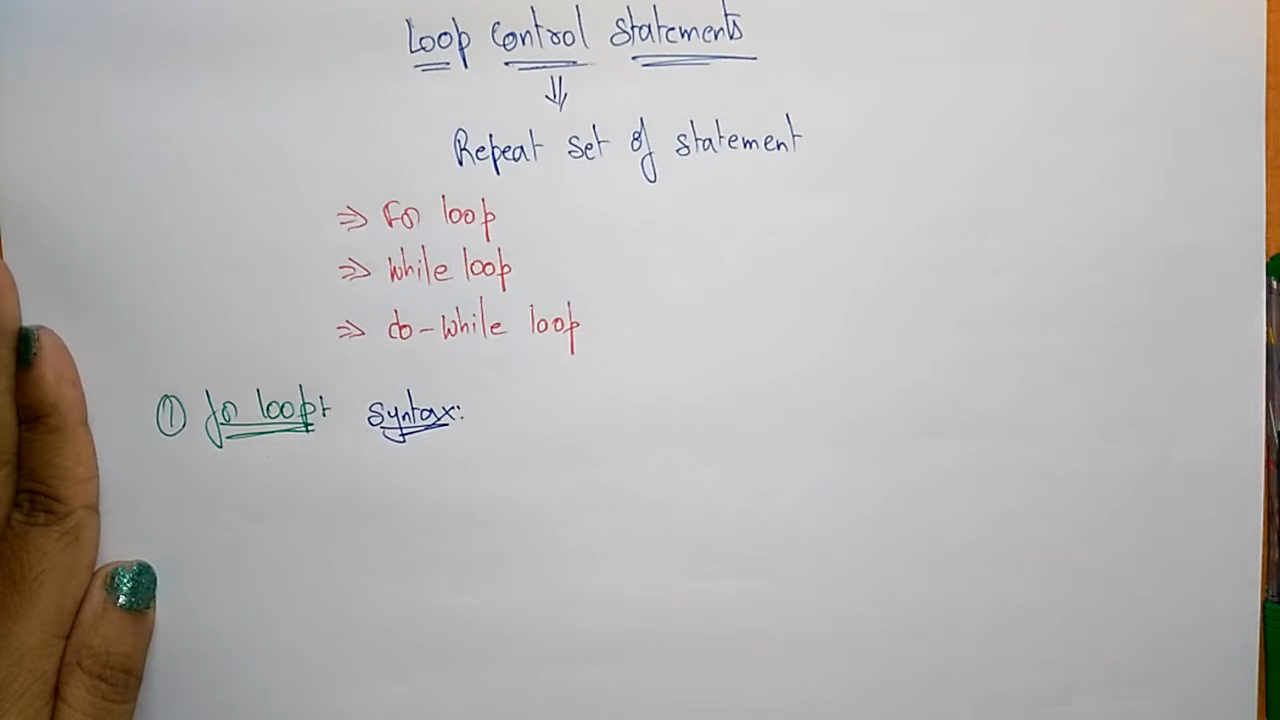 Loop Control Statements
⇓
Repeat set of statement
⇒ For loop
⇒ while loop
⇒ do-while loop
① for loop: Syntax: